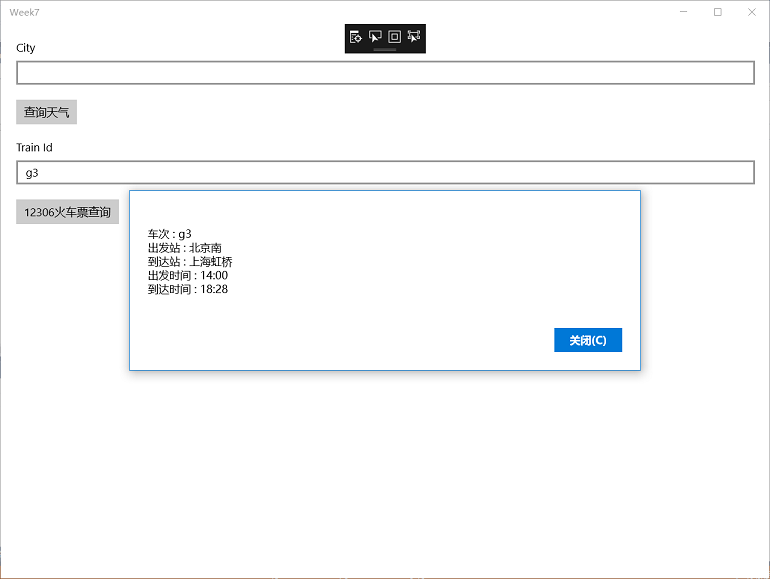 Week7
City
查询天气
Train Id
g3
12306火车票查询
车次 : g3
出发站 : 北京南
到达站 : 上海虹桥
出发时间 : 14:00
到达时间 : 18:28
关闭(C)